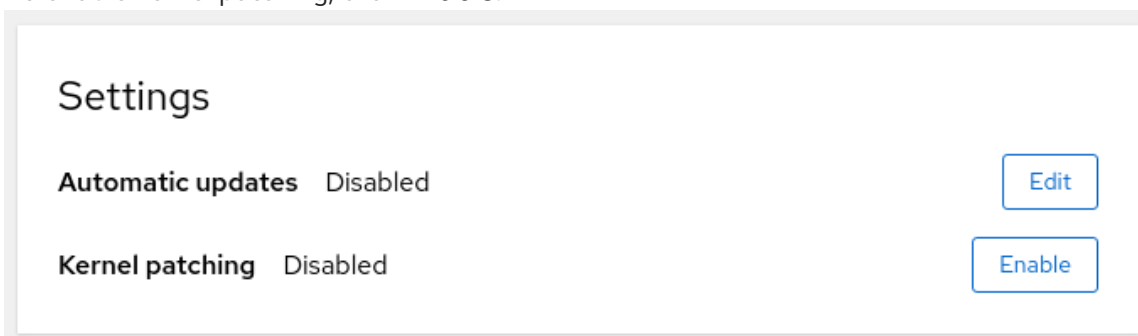 Settings
Automatic updates Disabled Edit
Kernel patching Disabled Enable